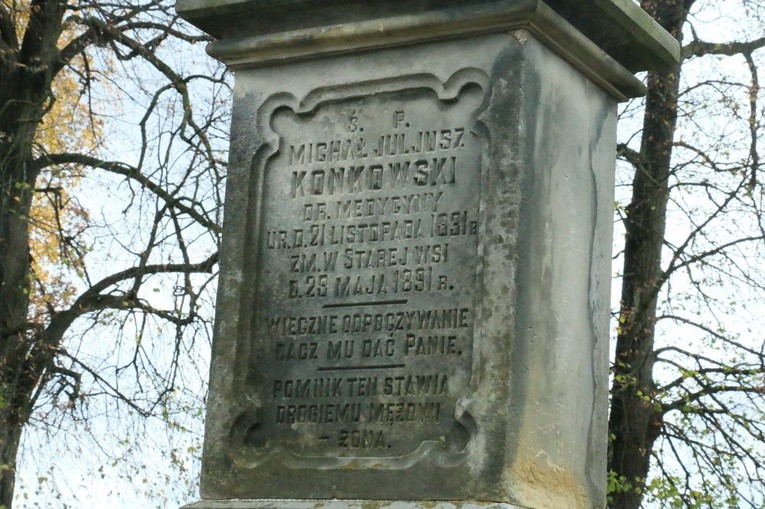 Ś. P.
MICHAŁ JULJUSZ
KONKOWSKI
DR. MEDYCYNY
UR. D. 21 LISTOPADA 1831 R
ZM. W STAREJ WSI
D. 29 MAJA 1891 R.
WIECZNE ODPOCZYWANIE
RACZ MU DAĆ PANIE.
POMNIK TEN STAWIA
DROGIEMU MĘŻOWI
– ŻONA.